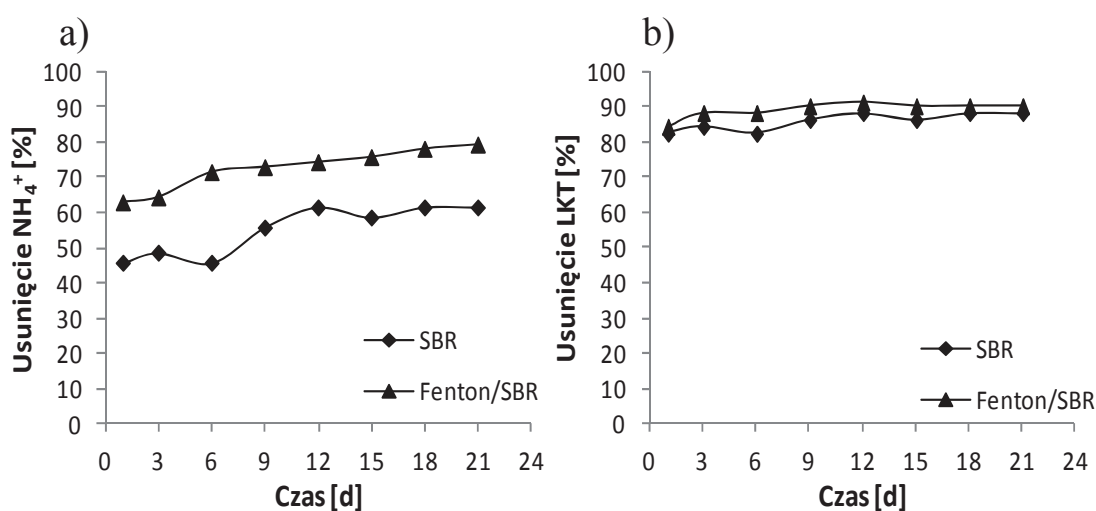 a)
Usunięcie NH₄⁺ [%]
100
90
80
70
60
50
40
30
20
10
0
SBR
Fenton/SBR
0 3 6 9 12 15 18 21 24
Czas [d]
b)
Usunięcie LKT [%]
100
90
80
70
60
50
40
30
20
10
0
SBR
Fenton/SBR
0 3 6 9 12 15 18 21 24
Czas [d]